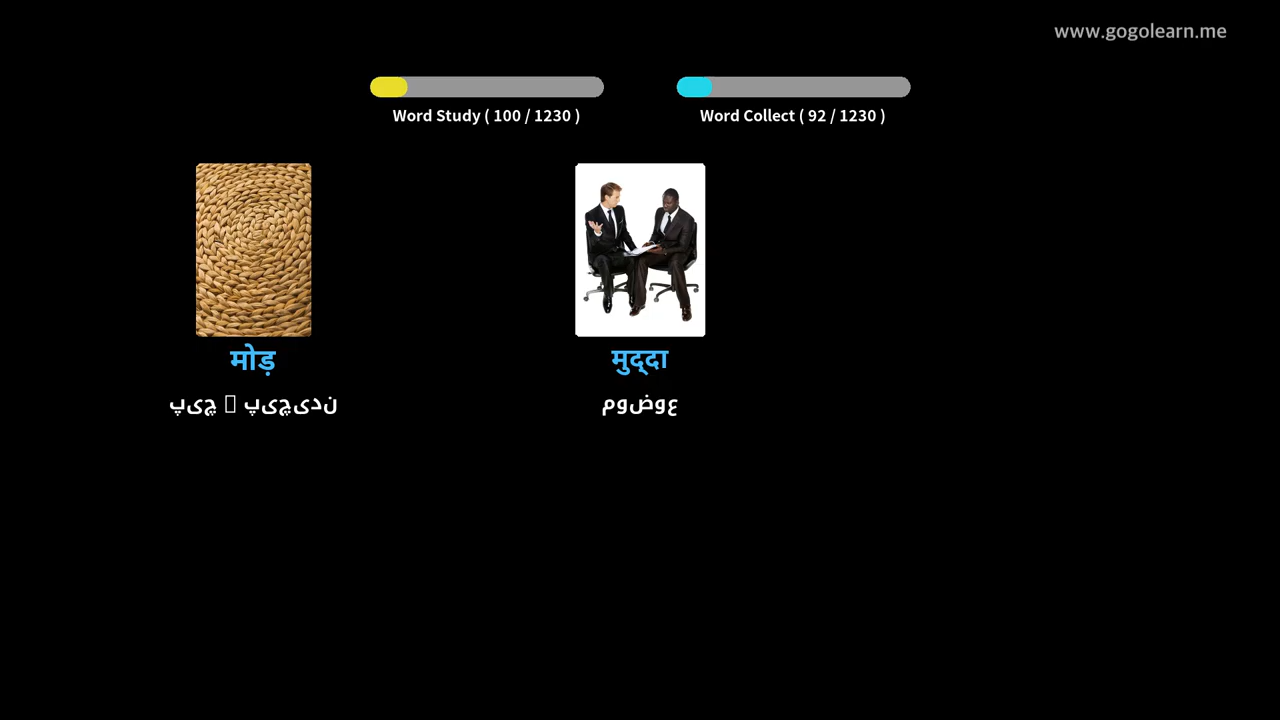 www.gogolearn.me
Word Study ( 100 / 1230 )
Word Collect ( 92 / 1230 )
मोड़
मुद्‌दा
پیچ ▯ پیچیدن
موضوع